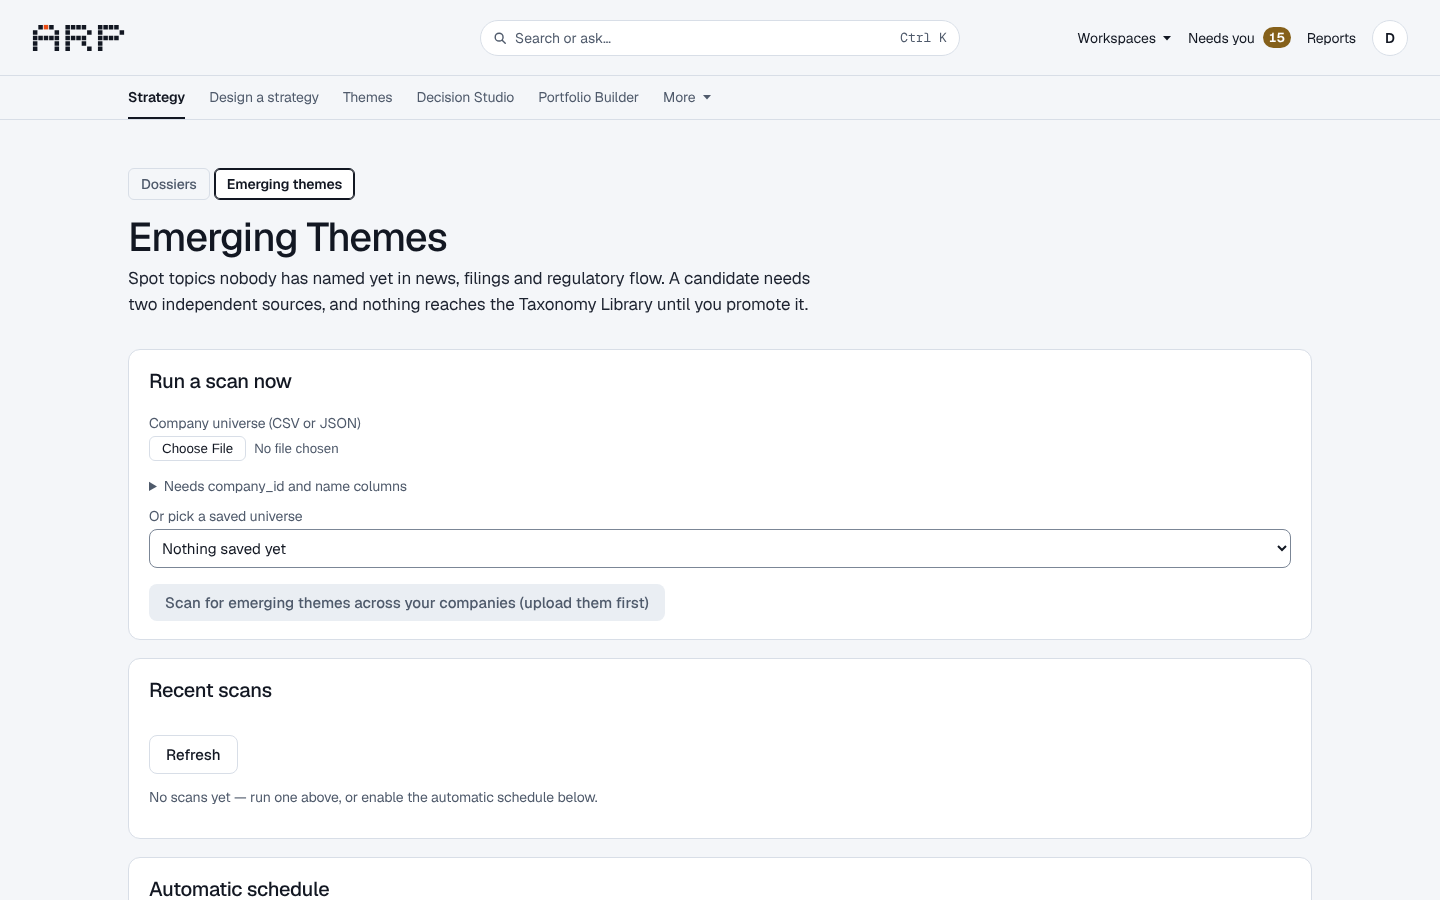 ARP
Search or ask...
Ctrl K
Workspaces
Needs you 15
Reports
D
Strategy
Design a strategy
Themes
Decision Studio
Portfolio Builder
More
Dossiers
Emerging themes
Emerging Themes
Spot topics nobody has named yet in news, filings and regulatory flow. A candidate needs
two independent sources, and nothing reaches the Taxonomy Library until you promote it.
Run a scan now
Company universe (CSV or JSON)
Choose File No file chosen
Needs company_id and name columns
Or pick a saved universe
Nothing saved yet
Scan for emerging themes across your companies (upload them first)
Recent scans
Refresh
No scans yet — run one above, or enable the automatic schedule below.
Automatic schedule